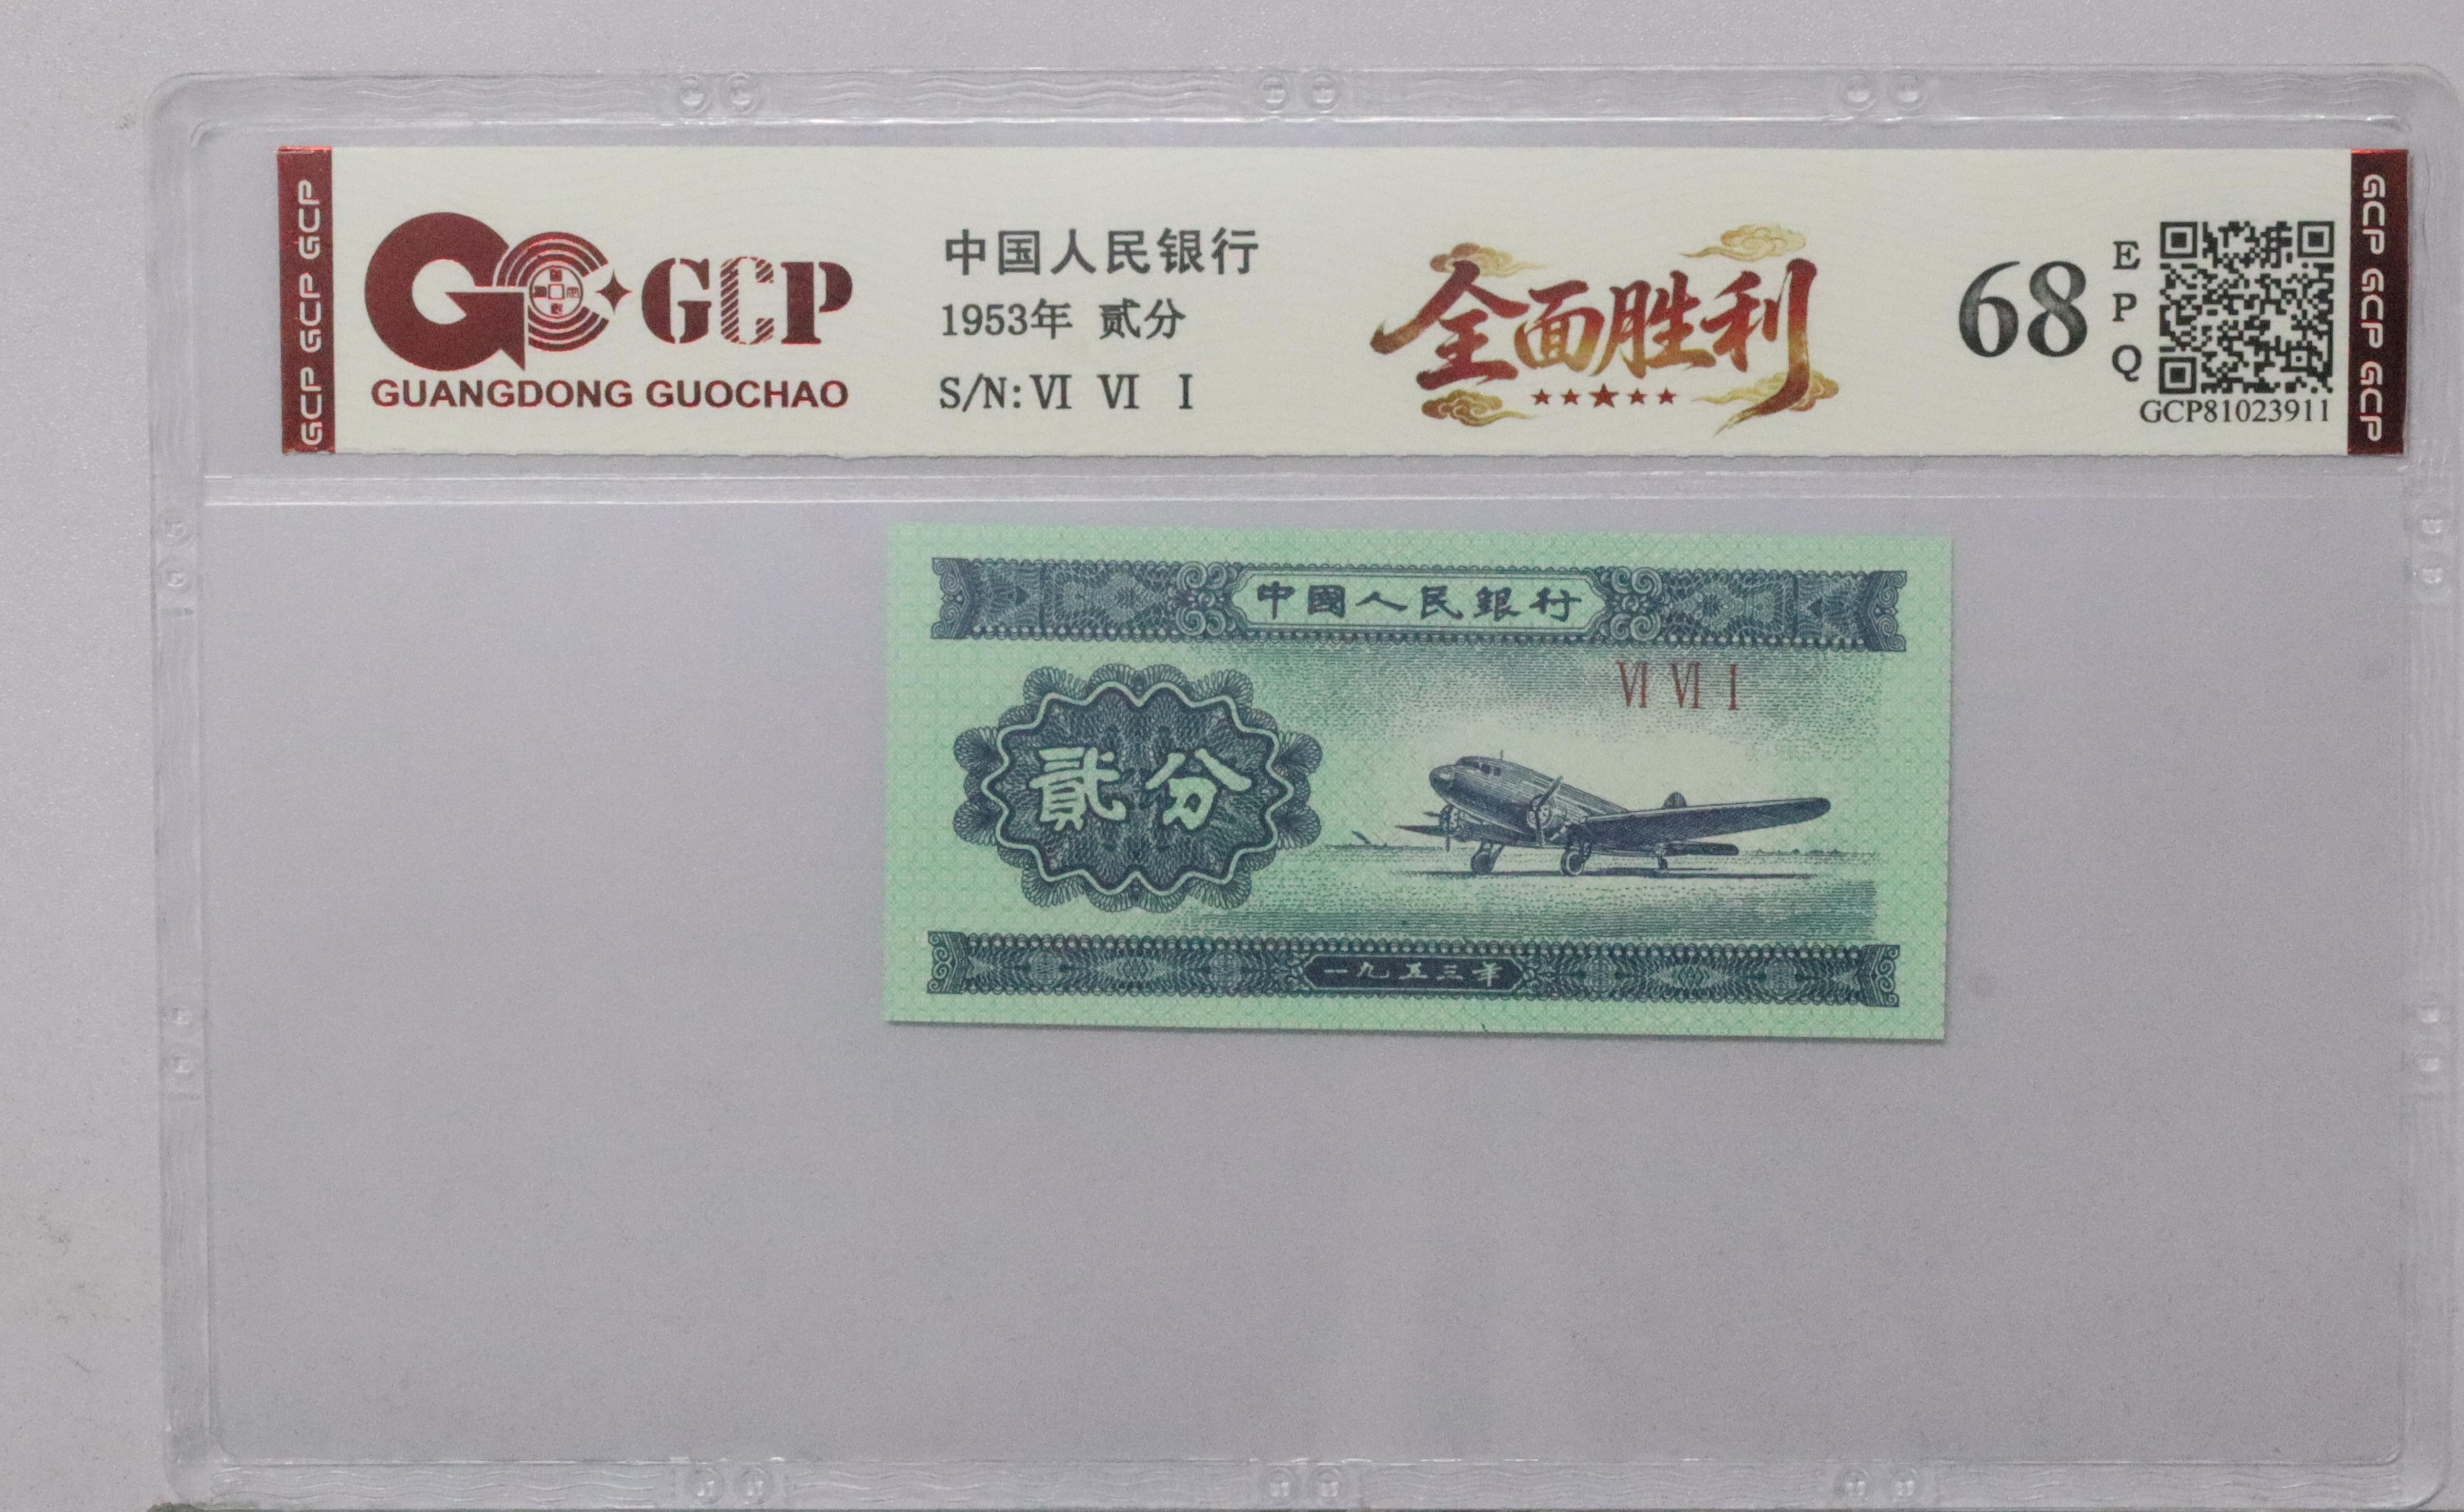 GCP GCP GCP
GCP
GUANGDONG GUOCHAO
中国人民银行
1953年 贰分
S/N: VI VI I
全面胜利
68
E
P
Q
GCP81023911
GCP GCP GCP
中國人民銀行
VI VI I
貳分
一九五三年